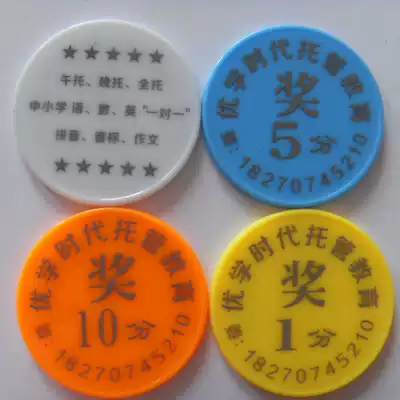 ★★★★★
午托、晚托、全托
中小学 语、数、英"一对一"
拼音、音标、作文
★★★★★
优学时代托管教育
奖
5分
:18270745210
优学时代托管教育
奖
10分
:18270745210
优学时代托管教育
奖
1分
:18270745210